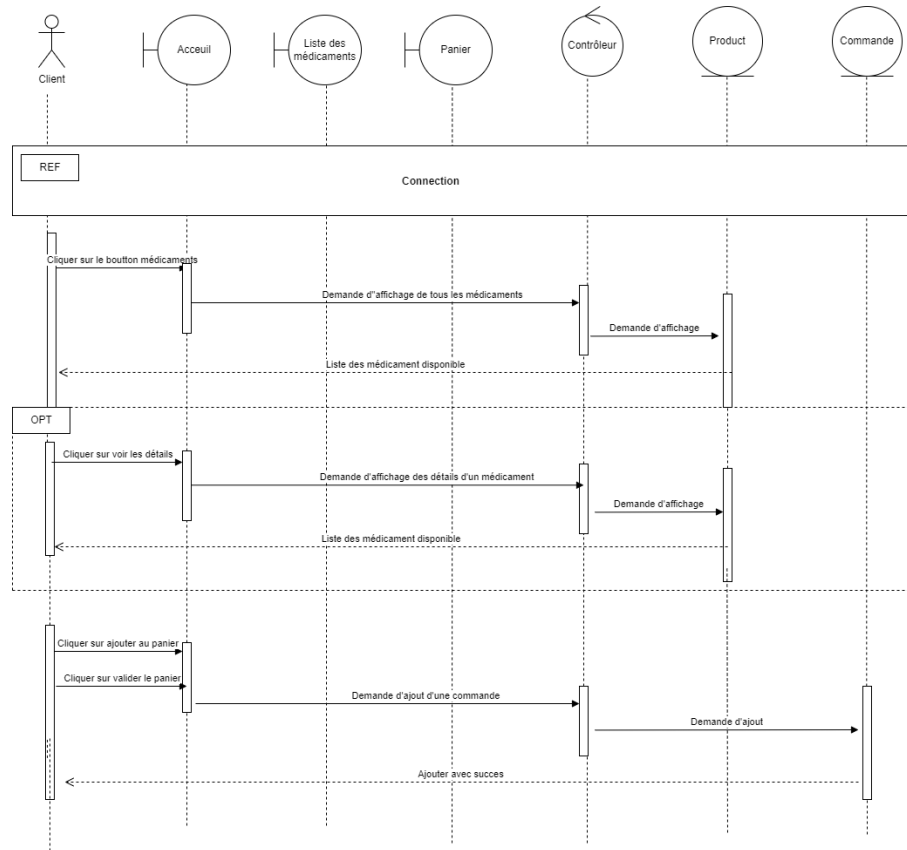 Client
Acceuil
Liste des
médicaments
Panier
Contrôleur
Product
Commande
REF
Connection
Cliquer sur le boutton médicaments
Demande d''affichage de tous les médicaments
Demande d'affichage
Liste des médicament disponible
OPT
Cliquer sur voir les détails
Demande d'affichage des détails d'un médicament
Demande d'affichage
Liste des médicament disponible
Cliquer sur ajouter au panier
Cliquer sur valider le panier
Demande d'ajout d'une commande
Demande d'ajout
Ajouter avec succes